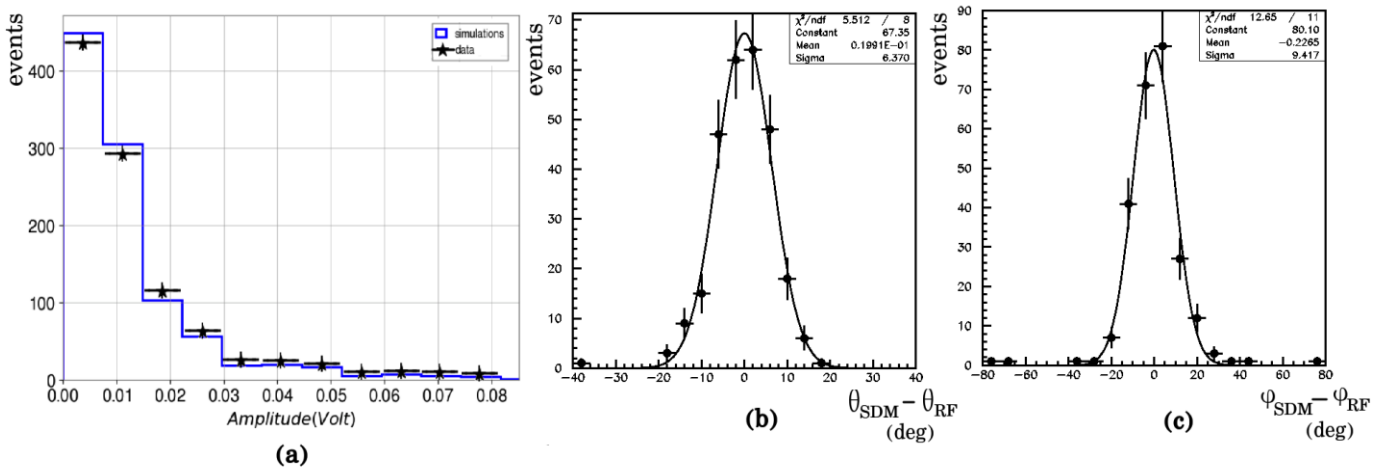 events
simulations
data
400
300
200
100
0
0.00 0.01 0.02 0.03 0.04 0.05 0.06 0.07 0.08
Amplitude(Volt)
(a)
events
χ²/ndf 5.512 / 8
Constant 67.35
Mean 0.1991E-01
Sigma 6.370
70
60
50
40
30
20
10
0
-40 -30 -20 -10 0 10 20 30 40
(b)
θSDM – θRF
(deg)
events
χ²/ndf 12.65 / 11
Constant 80.10
Mean -0.2265
Sigma 9.417
90
80
70
60
50
40
30
20
10
0
-80 -60 -40 -20 0 20 40 60 80
(c)
φSDM – φRF
(deg)